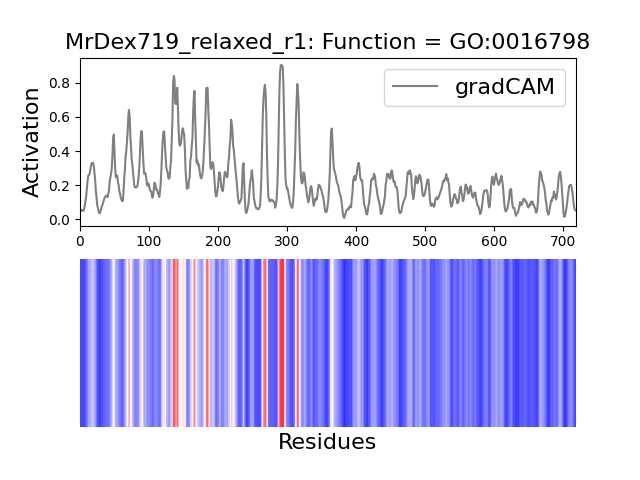 MrDex719_relaxed_r1: Function = GO:0016798
gradCAM
Activation
0.8
0.6
0.4
0.2
0.0
0 100 200 300 400 500 600 700
Residues